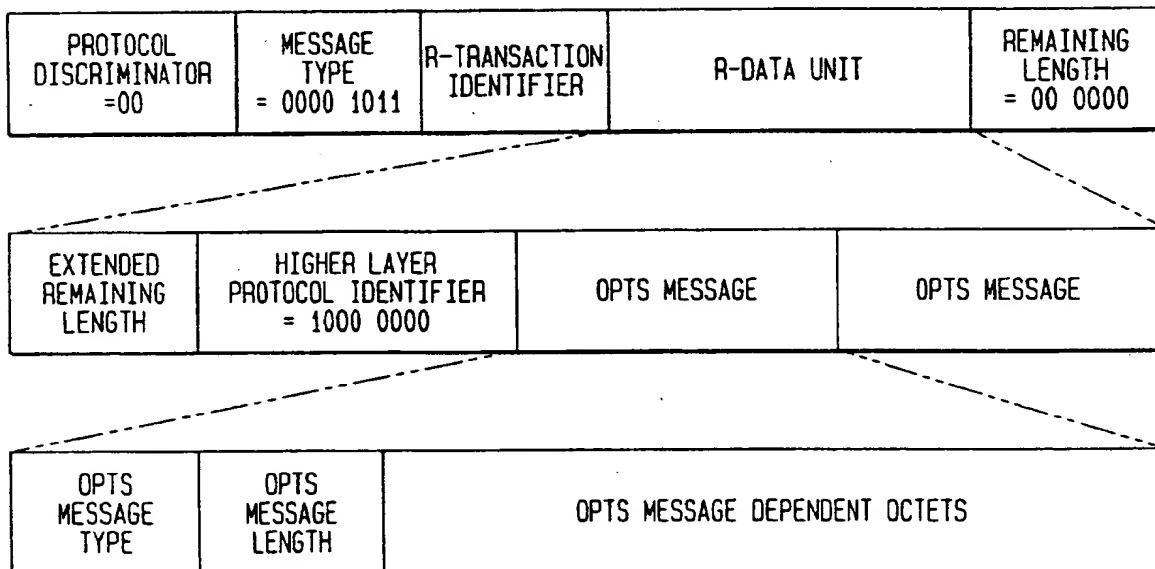 PROTOCOL
DISCRIMINATOR
=00
MESSAGE
TYPE
= 0000 1011
R-TRANSACTION
IDENTIFIER
R-DATA UNIT
REMAINING
LENGTH
= 00 0000
EXTENDED
REMAINING
LENGTH
HIGHER LAYER
PROTOCOL IDENTIFIER
= 1000 0000
OPTS MESSAGE
OPTS MESSAGE
OPTS
MESSAGE
TYPE
OPTS
MESSAGE
LENGTH
OPTS MESSAGE DEPENDENT OCTETS